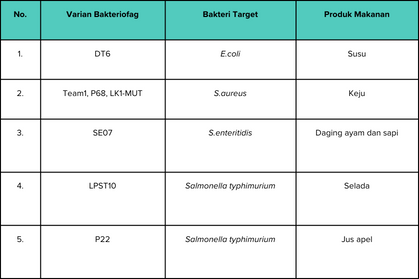 No. Varian Bakteriofag Bakteri Target Produk Makanan
1. DT6 E.coli Susu
2. Team1, P68, LK1-MUT S.aureus Keju
3. SE07 S.enteritidis Daging ayam dan sapi
4. LPST10 Salmonella typhimurium Selada
5. P22 Salmonella typhimurium Jus apel